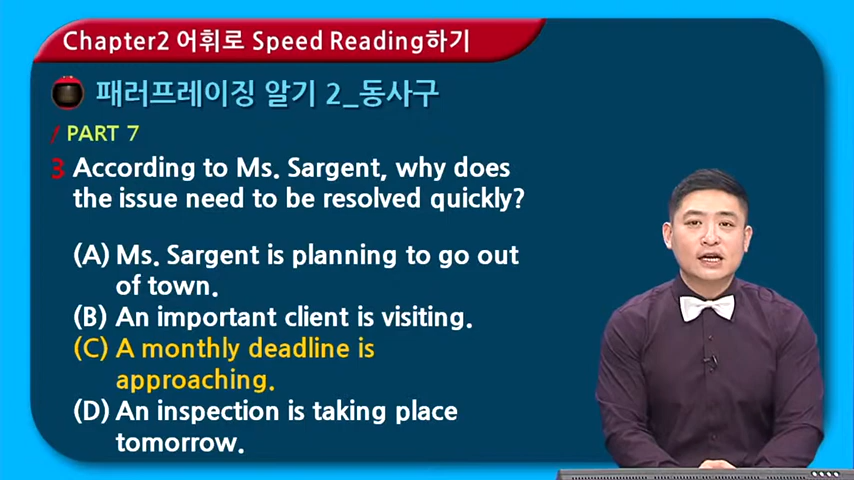 Chapter2 어휘로 Speed Reading하기
패러프레이징 알기 2_동사구
/ PART 7
3 According to Ms. Sargent, why does
the issue need to be resolved quickly?
(A) Ms. Sargent is planning to go out
of town.
(B) An important client is visiting.
(C) A monthly deadline is
approaching.
(D) An inspection is taking place
tomorrow.